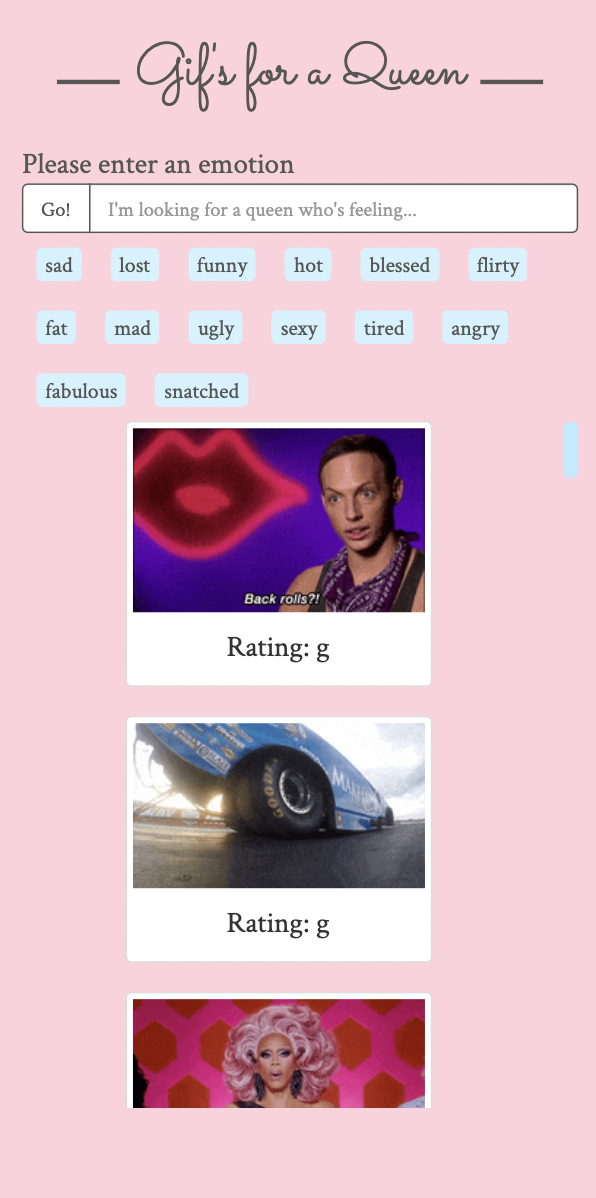 Gif's for a Queen
Please enter an emotion
Go! I'm looking for a queen who's feeling...
sad lost funny hot blessed flirty
fat mad ugly sexy tired angry
fabulous snatched
Back rolls?!
Rating: g
GOOD
Rating: g